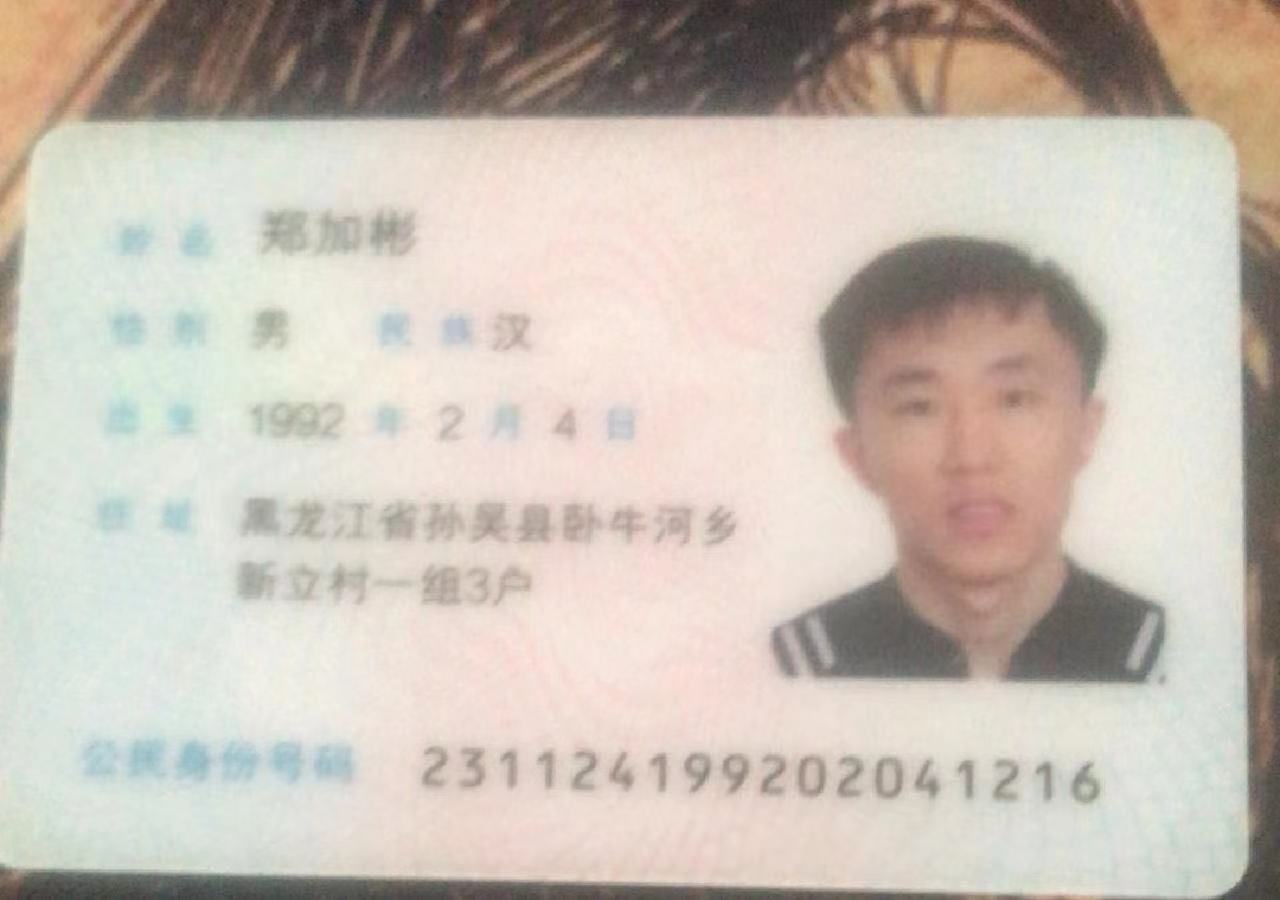 姓名 郑加彬
性别 男 民族 汉
出生 1992 年 2 月 4 日
住址 黑龙江省孙吴县卧牛河乡
新立村一组3户
公民身份号码 231124199202041216